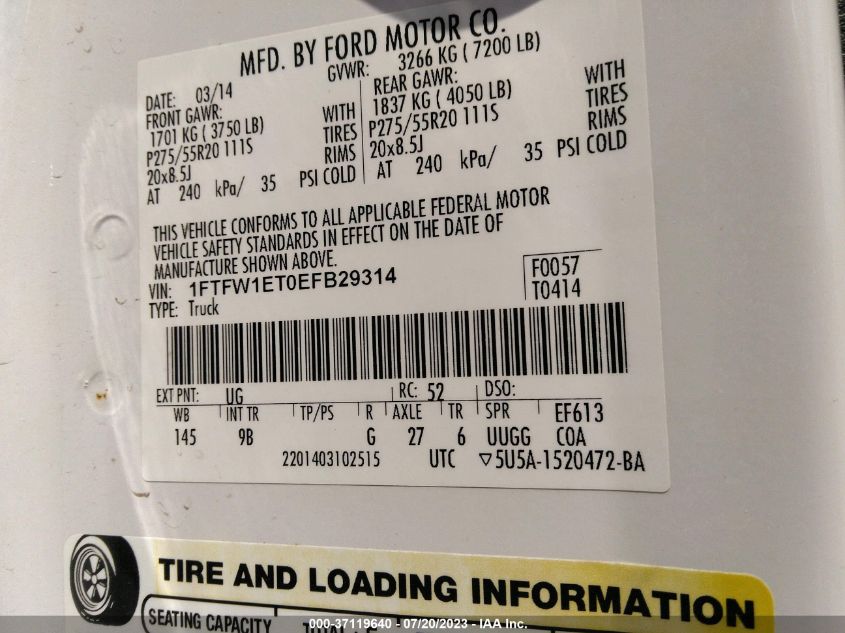 MFD. BY FORD MOTOR CO.
DATE: 03/14 GVWR: 3266 KG ( 7200 LB)
FRONT GAWR: REAR GAWR:
1701 KG ( 3750 LB) WITH 1837 KG ( 4050 LB) WITH
P275/55R20 111S TIRES P275/55R20 111S TIRES
20x8.5J RIMS 20x8.5J RIMS
AT 240 kPa/ 35 PSI COLD AT 240 kPa/ 35 PSI COLD
THIS VEHICLE CONFORMS TO ALL APPLICABLE FEDERAL MOTOR
VEHICLE SAFETY STANDARDS IN EFFECT ON THE DATE OF
MANUFACTURE SHOWN ABOVE.
VIN: 1FTFW1ET0EFB29314 F0057
TYPE: Truck T0414
EXT PNT: UG RC: 52 DSO:
WB INT TR TP/PS R AXLE TR SPR EF613
145 9B G 27 6 UUGG COA
2201403102515 UTC ▽5U5A-1520472-BA
TIRE AND LOADING INFORMATION
SEATING CAPACITY
000-37119640 - 07/20/2023 - IAA Inc.